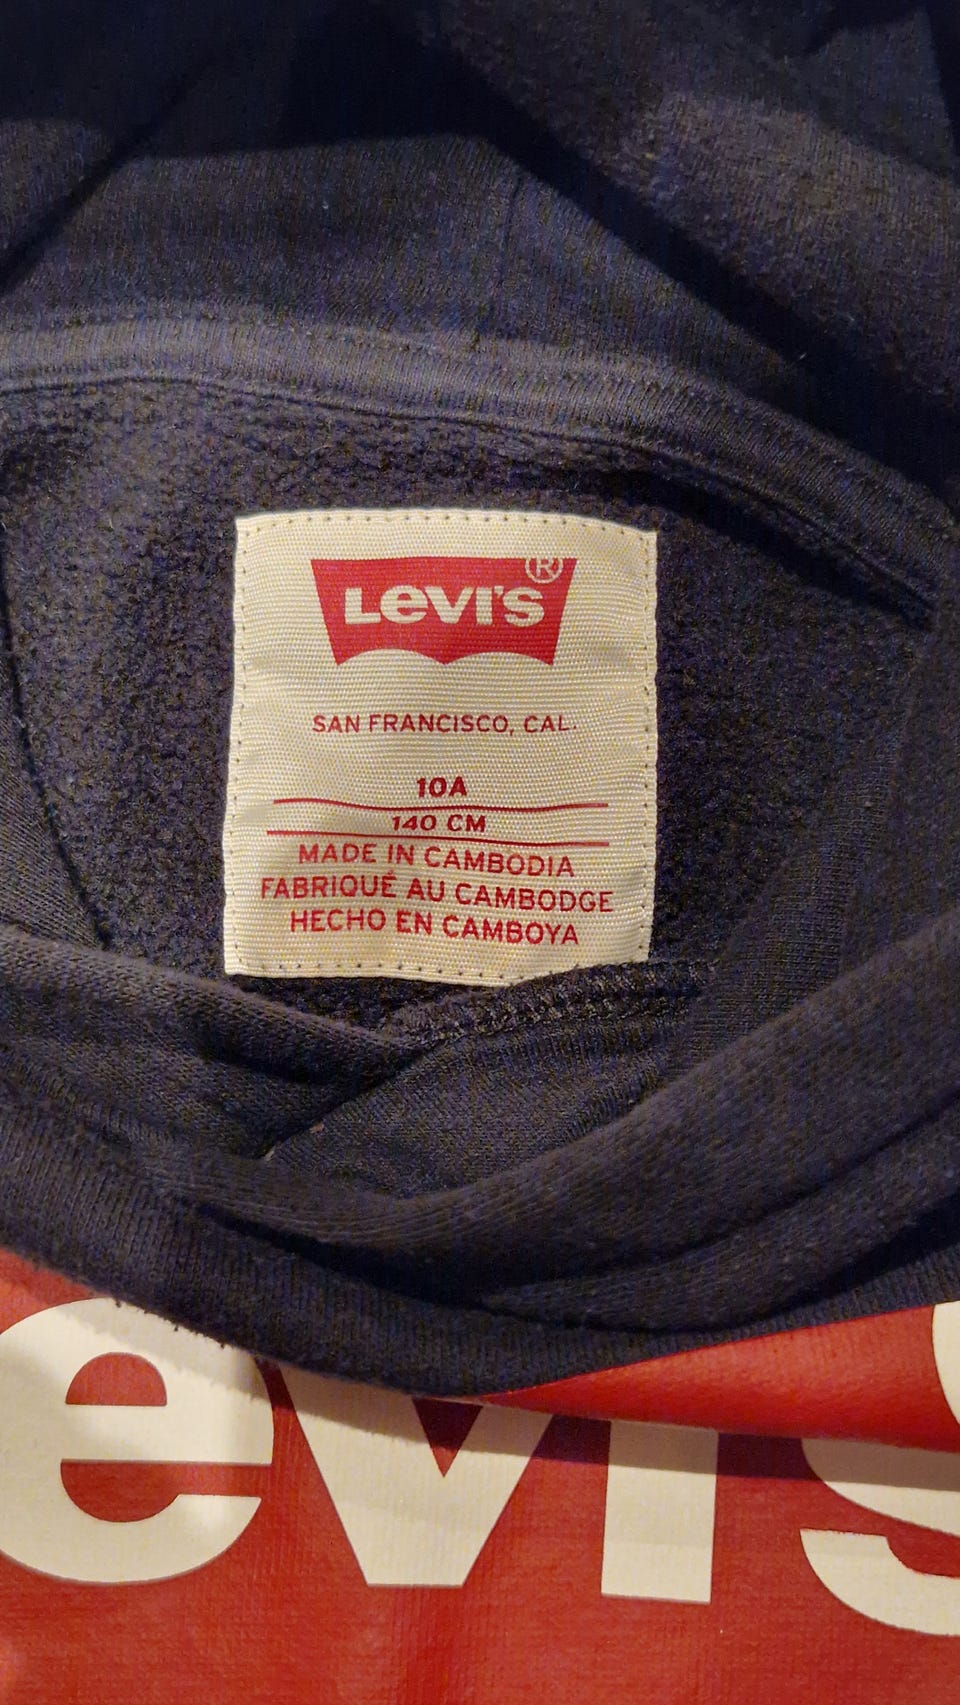 Levi's®
SAN FRANCISCO, CAL.
10A
140 CM
MADE IN CAMBODIA
FABRIQUÉ AU CAMBODGE
HECHO EN CAMBOYA
evis